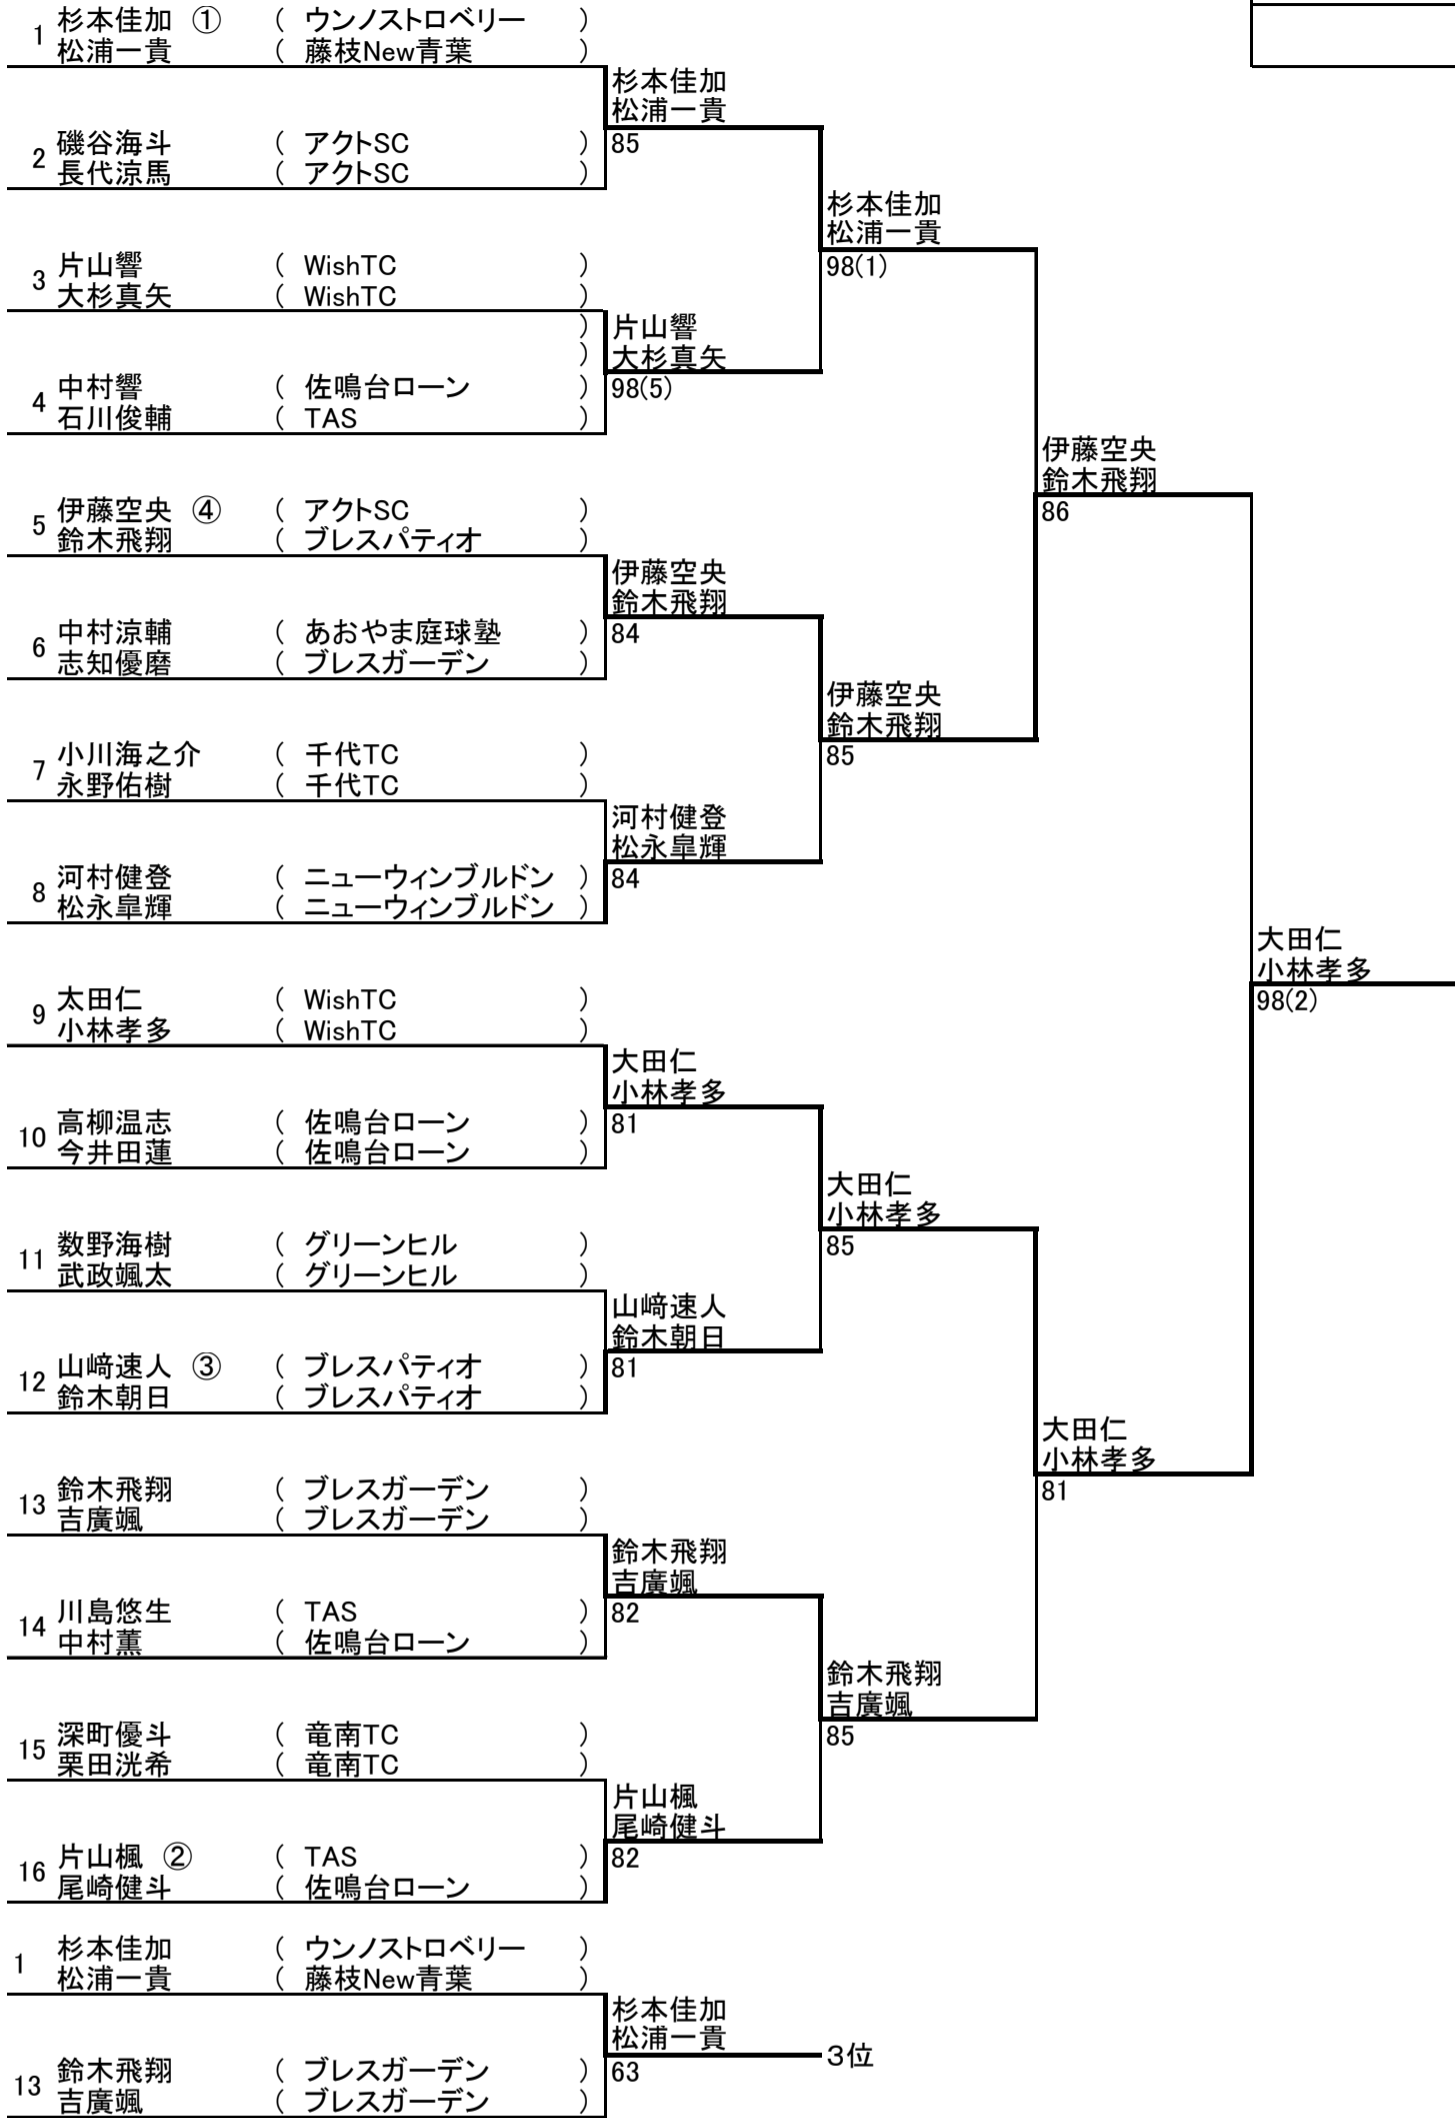 1 杉本佳加 ① ( ウンノストロベリー )
松浦一貴 ( 藤枝New青葉 )
杉本佳加
松浦一貴
85
2 磯谷海斗 ( アクトSC )
長代涼馬 ( アクトSC )
杉本佳加
松浦一貴
98(1)
3 片山響 ( WishTC )
大杉真矢 ( WishTC )
)
)
片山響
大杉真矢
98(5)
4 中村響 ( 佐鳴台ローン )
石川俊輔 ( TAS )
伊藤空央
鈴木飛翔
86
5 伊藤空央 ④ ( アクトSC )
鈴木飛翔 ( ブレスパティオ )
伊藤空央
鈴木飛翔
84
6 中村涼輔 ( あおやま庭球塾 )
志知優磨 ( ブレスガーデン )
伊藤空央
鈴木飛翔
85
7 小川海之介 ( 千代TC )
永野佑樹 ( 千代TC )
河村健登
松永皐輝
84
8 河村健登 ( ニューウィンブルドン )
松永皐輝 ( ニューウィンブルドン )
大田仁
小林孝多
98(2)
9 太田仁 ( WishTC )
小林孝多 ( WishTC )
大田仁
小林孝多
81
10 高柳温志 ( 佐鳴台ローン )
今井田蓮 ( 佐鳴台ローン )
大田仁
小林孝多
85
11 数野海樹 ( グリーンヒル )
武政颯太 ( グリーンヒル )
山﨑速人
鈴木朝日
81
12 山﨑速人 ③ ( ブレスパティオ )
鈴木朝日 ( ブレスパティオ )
大田仁
小林孝多
81
13 鈴木飛翔 ( ブレスガーデン )
吉廣颯 ( ブレスガーデン )
鈴木飛翔
吉廣颯
82
14 川島悠生 ( TAS )
中村薫 ( 佐鳴台ローン )
鈴木飛翔
吉廣颯
85
15 深町優斗 ( 竜南TC )
栗田洸希 ( 竜南TC )
片山楓
尾崎健斗
82
16 片山楓 ② ( TAS )
尾崎健斗 ( 佐鳴台ローン )
1 杉本佳加 ( ウンノストロベリー )
松浦一貴 ( 藤枝New青葉 )
杉本佳加
松浦一貴
3位
63
13 鈴木飛翔 ( ブレスガーデン )
吉廣颯 ( ブレスガーデン )